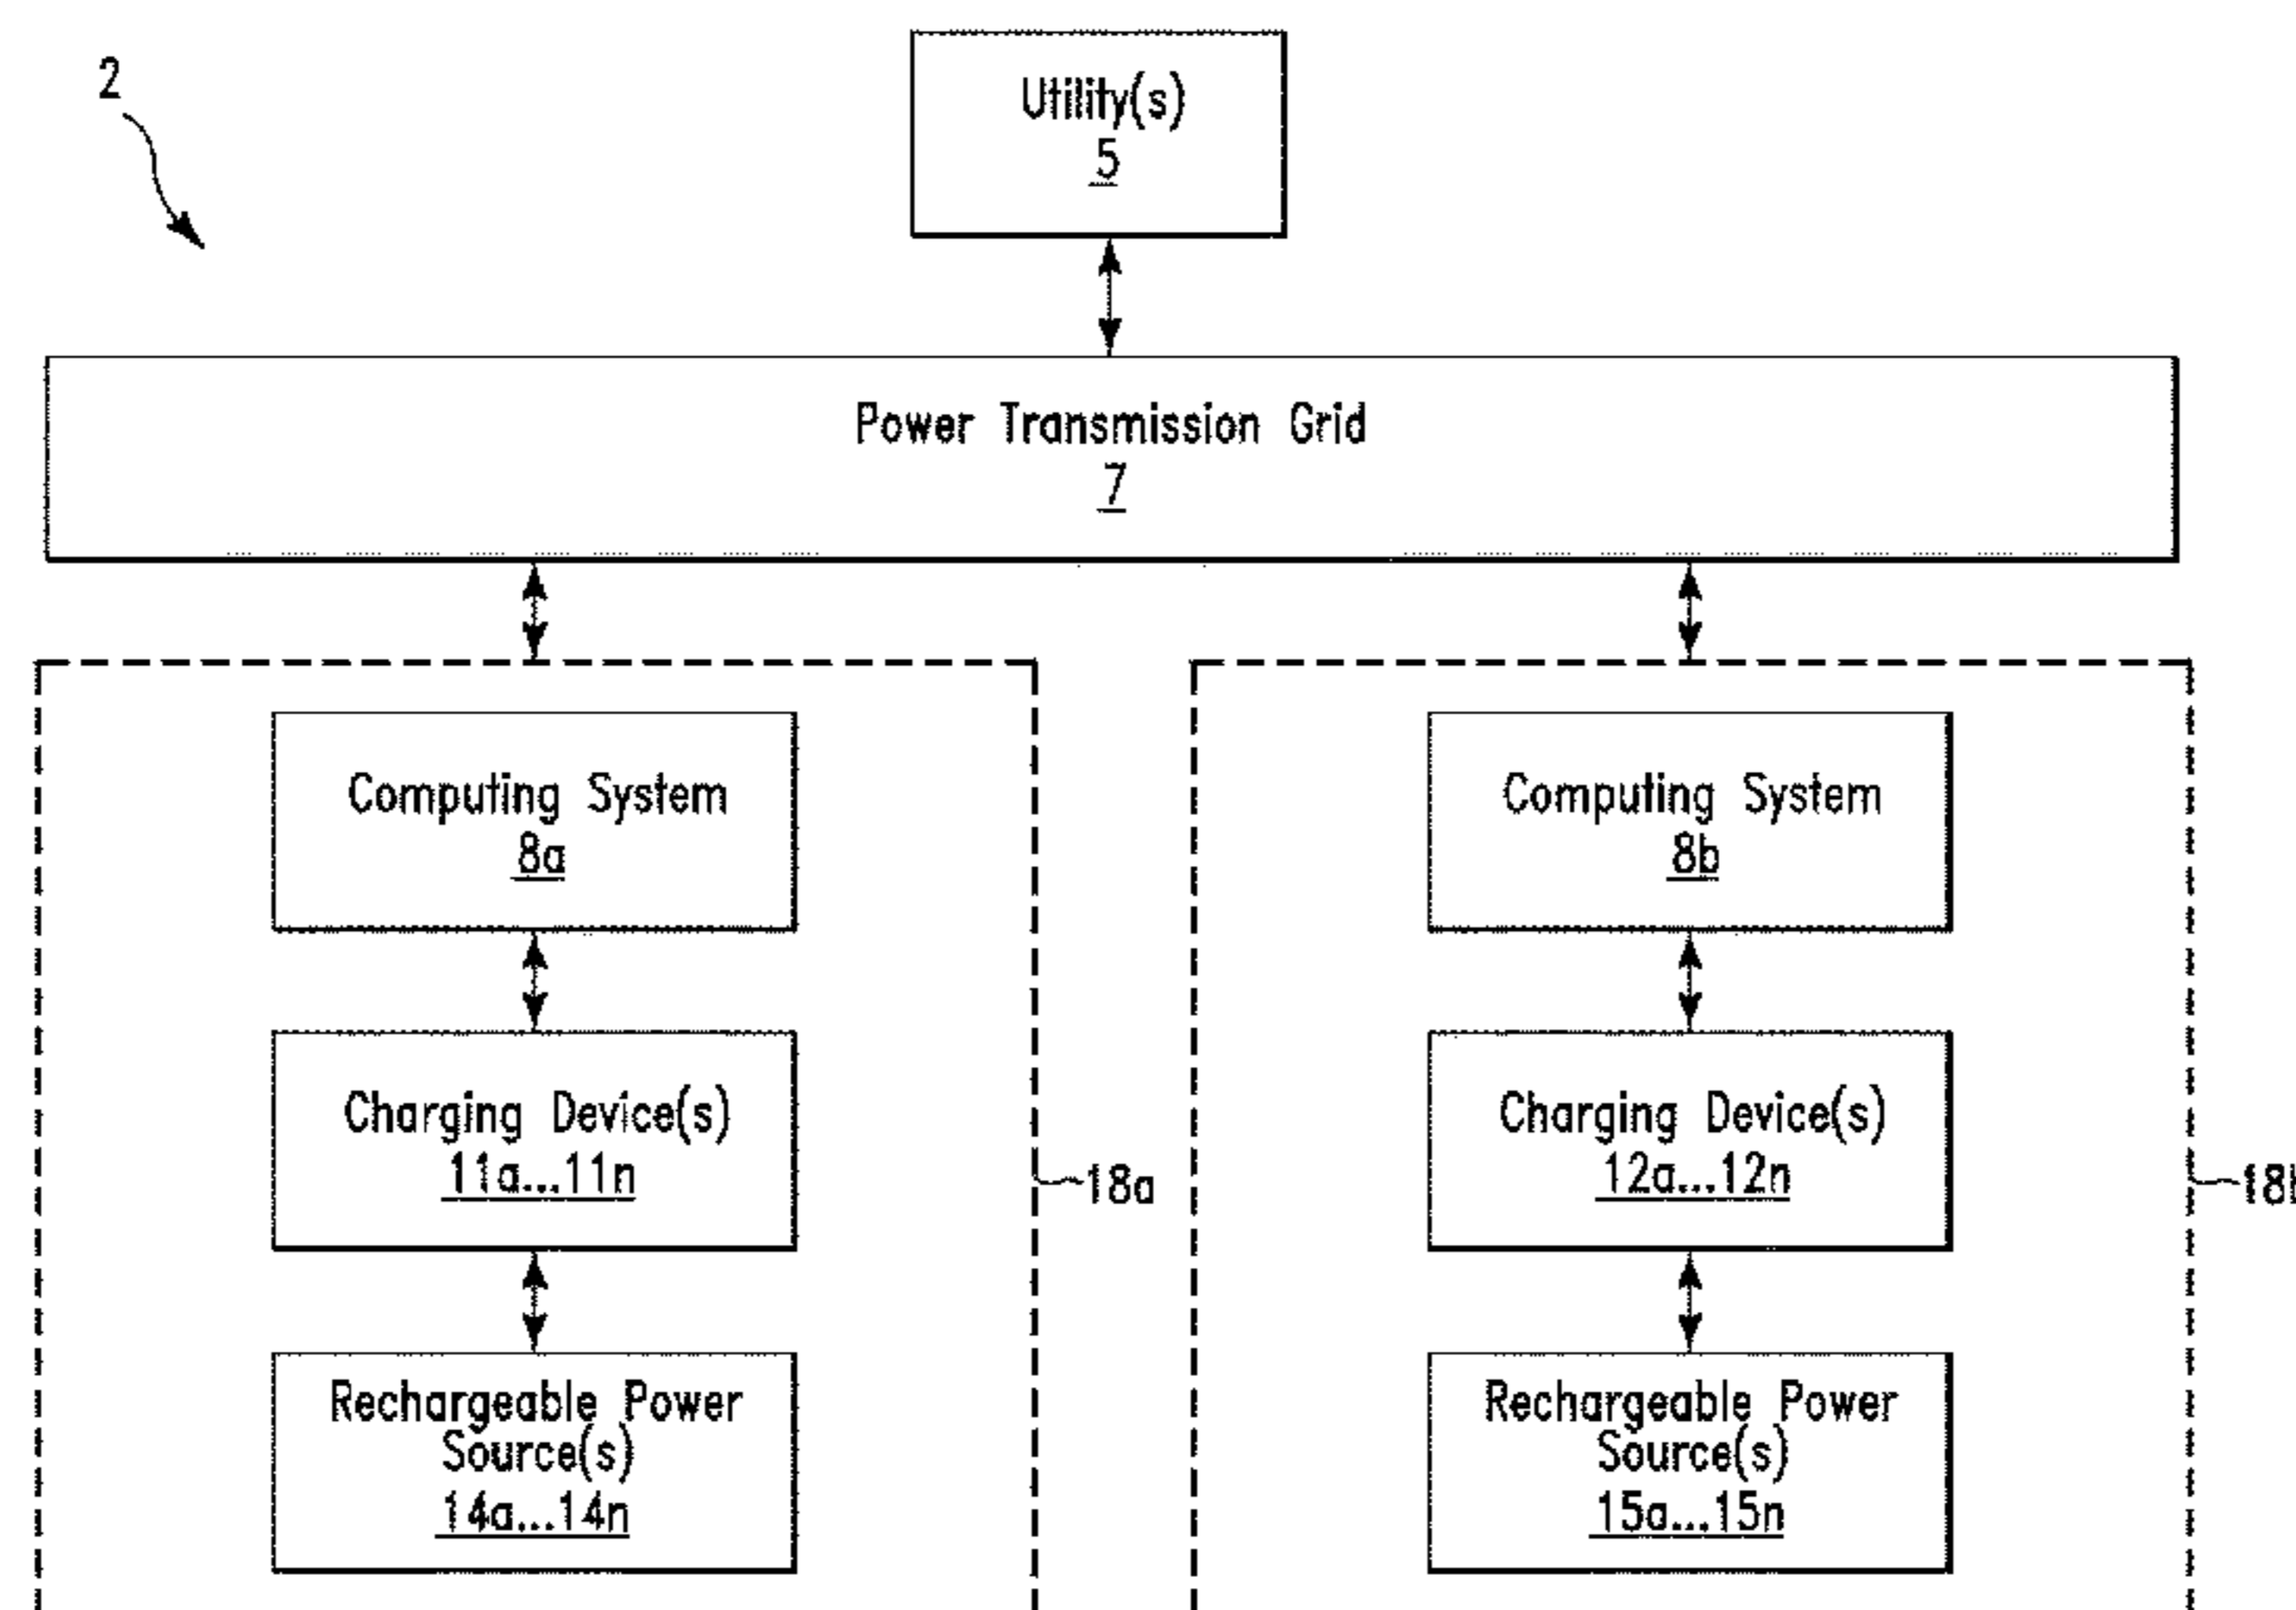 2
Utility(s)
5
Power Transmission Grid
7
Computing System
8a
Charging Device(s)
11a...11n
Rechargeable Power
Source(s)
14a...14n
18a
Computing System
8b
Charging Device(s)
12a...12n
Rechargeable Power
Source(s)
15a...15n